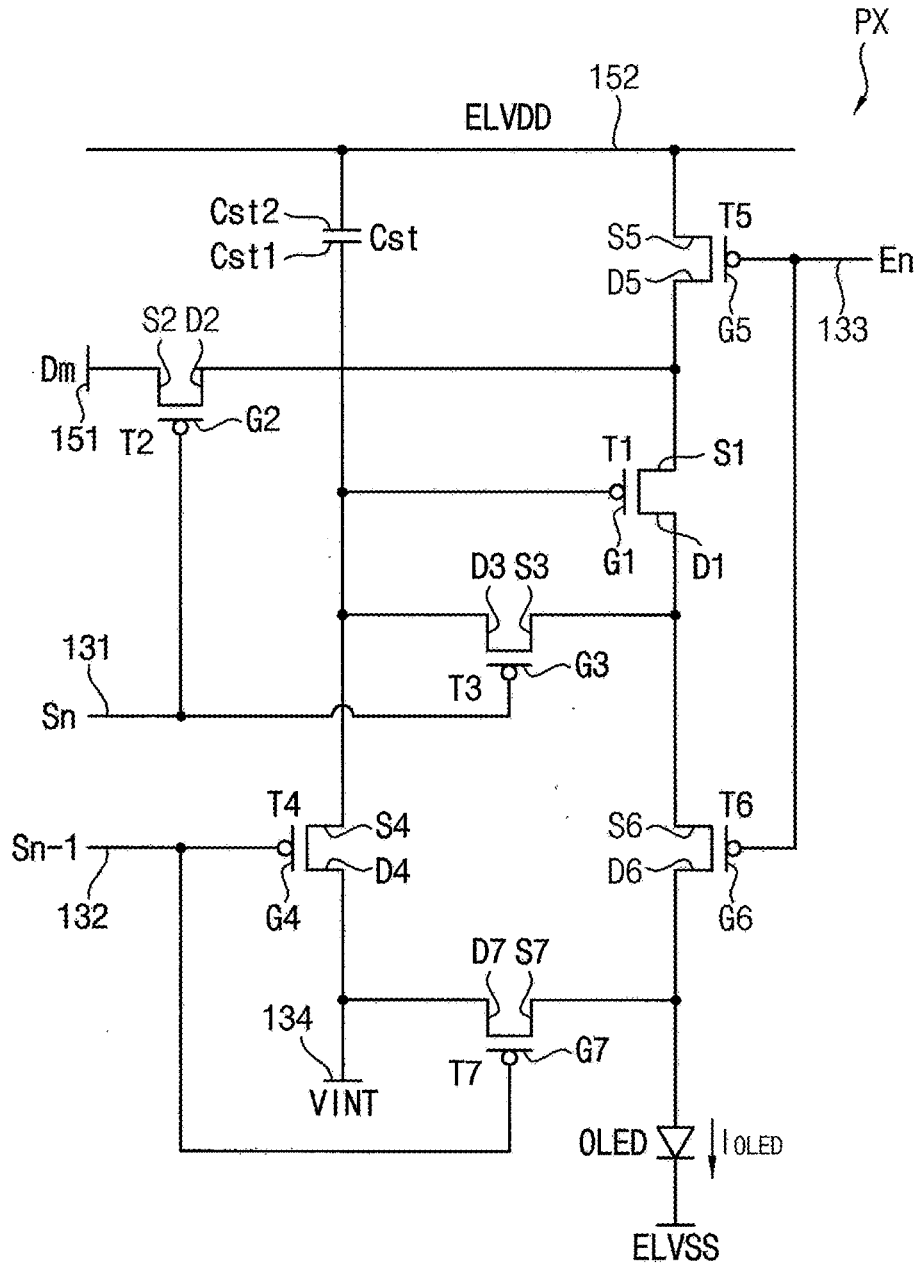 PX
152
ELVDD
Cst2
Cst1
Cst
T5
S5
D5
G5
En
133
S2 D2
Dm
151
T2
G2
T1
S1
G1
D1
D3 S3
131
G3
T3
Sn
T4
S4
T6
S6
Sn-1
D4
D6
132
G4
G6
D7 S7
134
G7
T7
VINT
OLED
IOLED
ELVSS